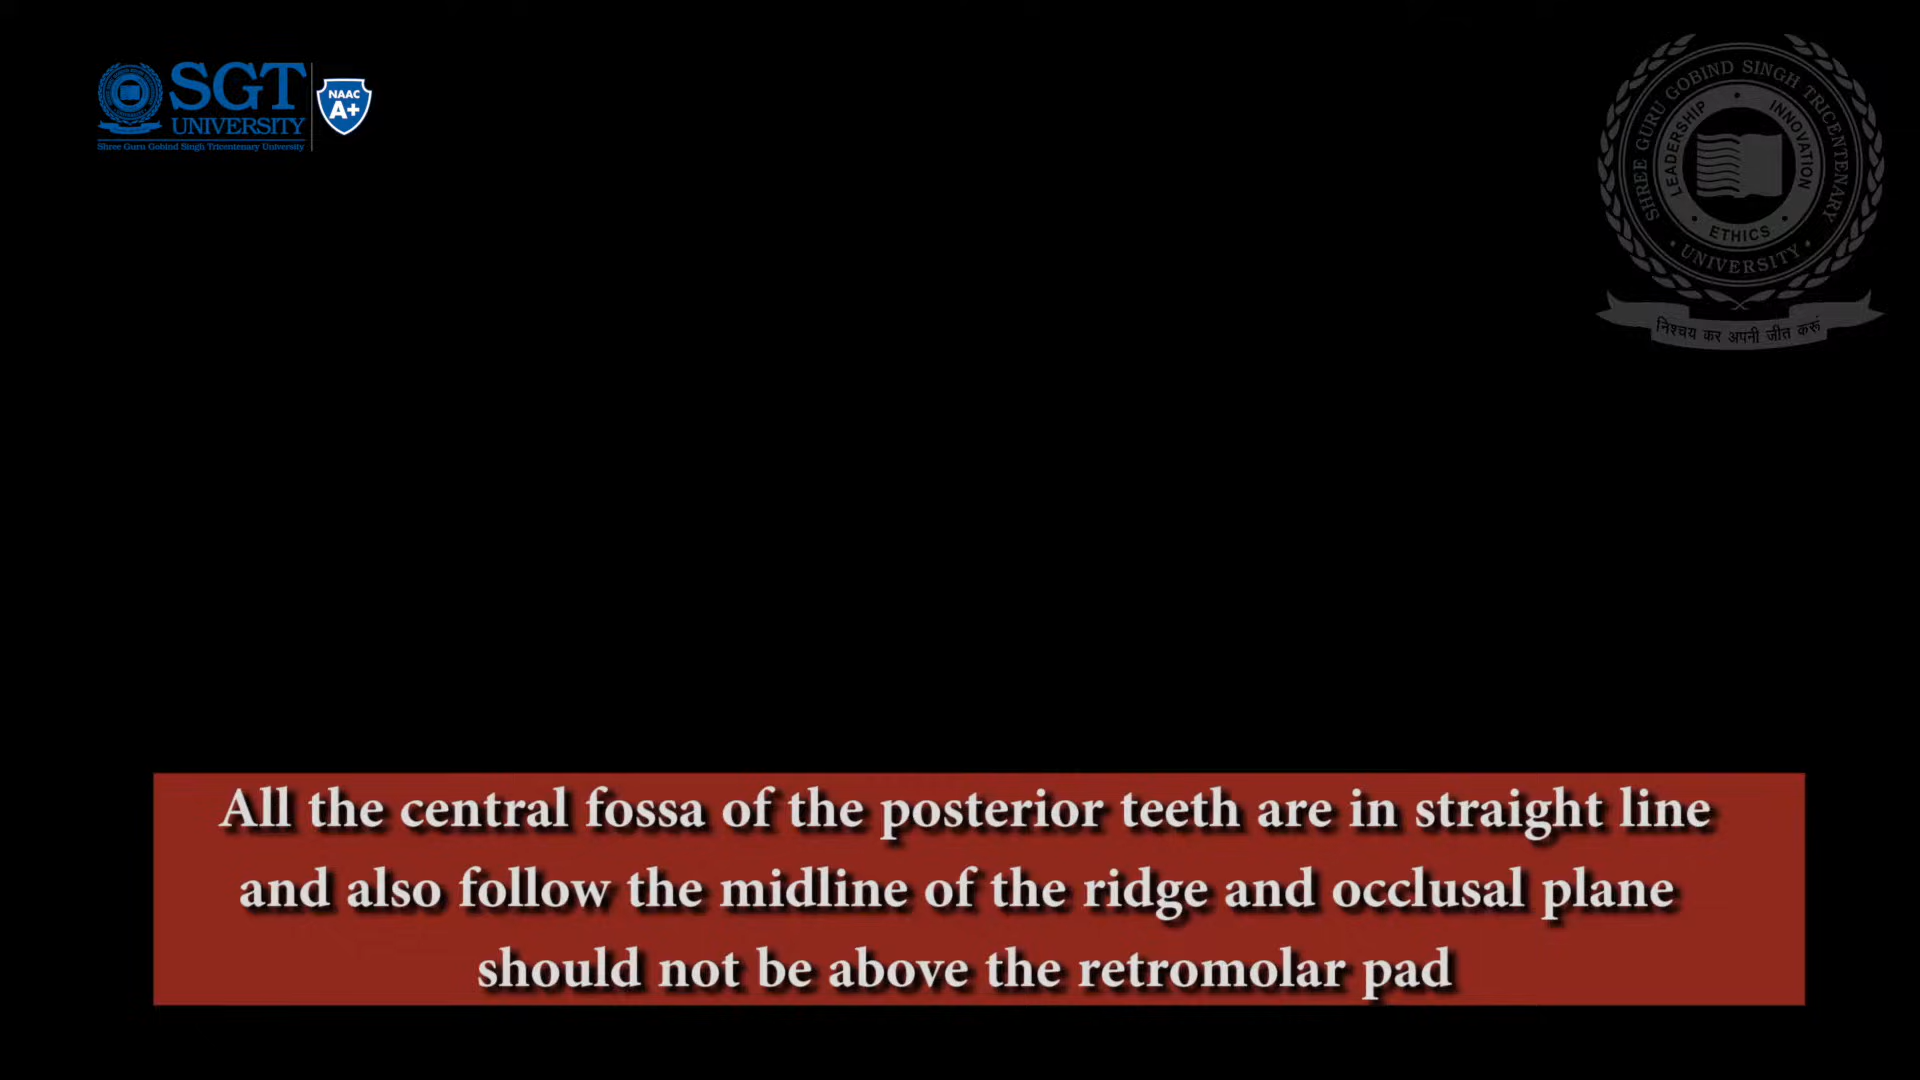 SGT
UNIVERSITY
Shree Guru Gobind Singh Tricentenary University
NAAC
A+
SHREE GURU GOBIND SINGH TRICENTENARY
UNIVERSITY
LEADERSHIP
INNOVATION
ETHICS
निश्चय कर अपनी जीत करूं
All the central fossa of the posterior teeth are in straight line
and also follow the midline of the ridge and occlusal plane
should not be above the retromolar pad